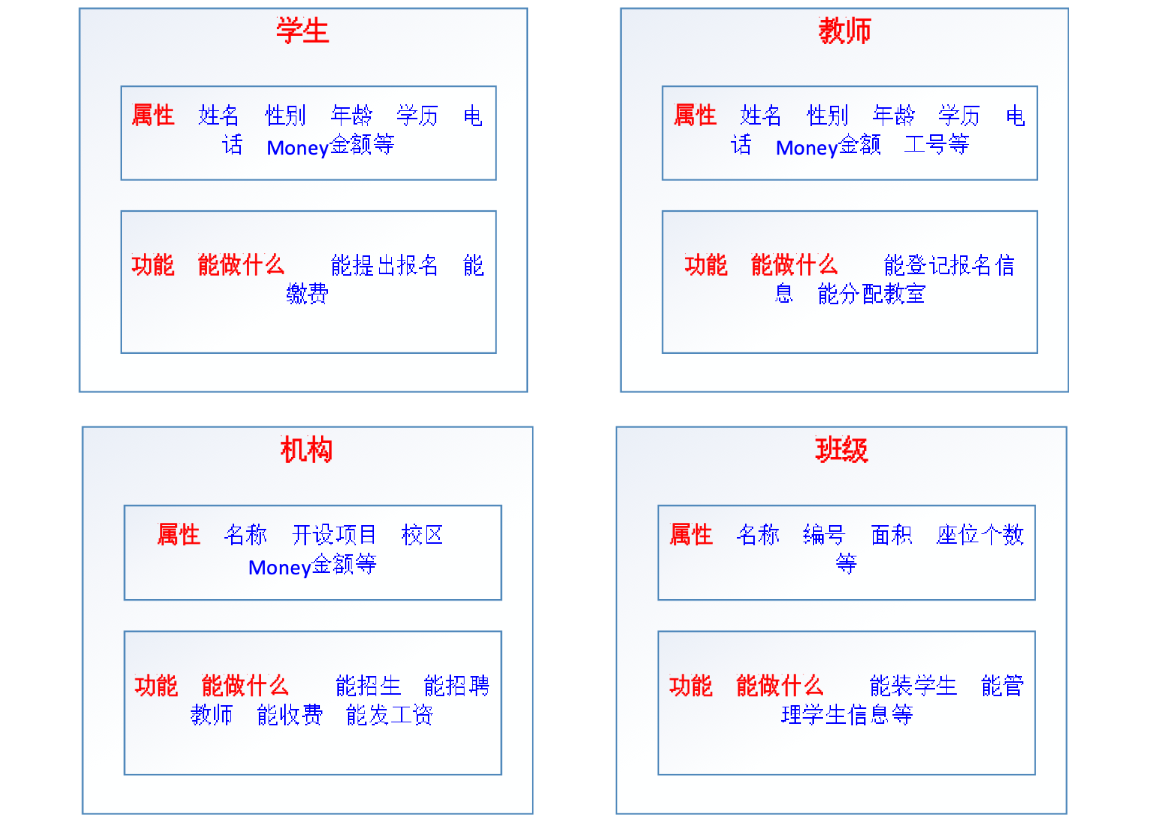 学生
属性 姓名 性别 年龄 学历 电
话 Money金额等
功能 能做什么 能提出报名 能
缴费
教师
属性 姓名 性别 年龄 学历 电
话 Money金额 工号等
功能 能做什么 能登记报名信
息 能分配教室
机构
属性 名称 开设项目 校区
Money金额等
功能 能做什么 能招生 能招聘
教师 能收费 能发工资
班级
属性 名称 编号 面积 座位个数
等
功能 能做什么 能装学生 能管
理学生信息等